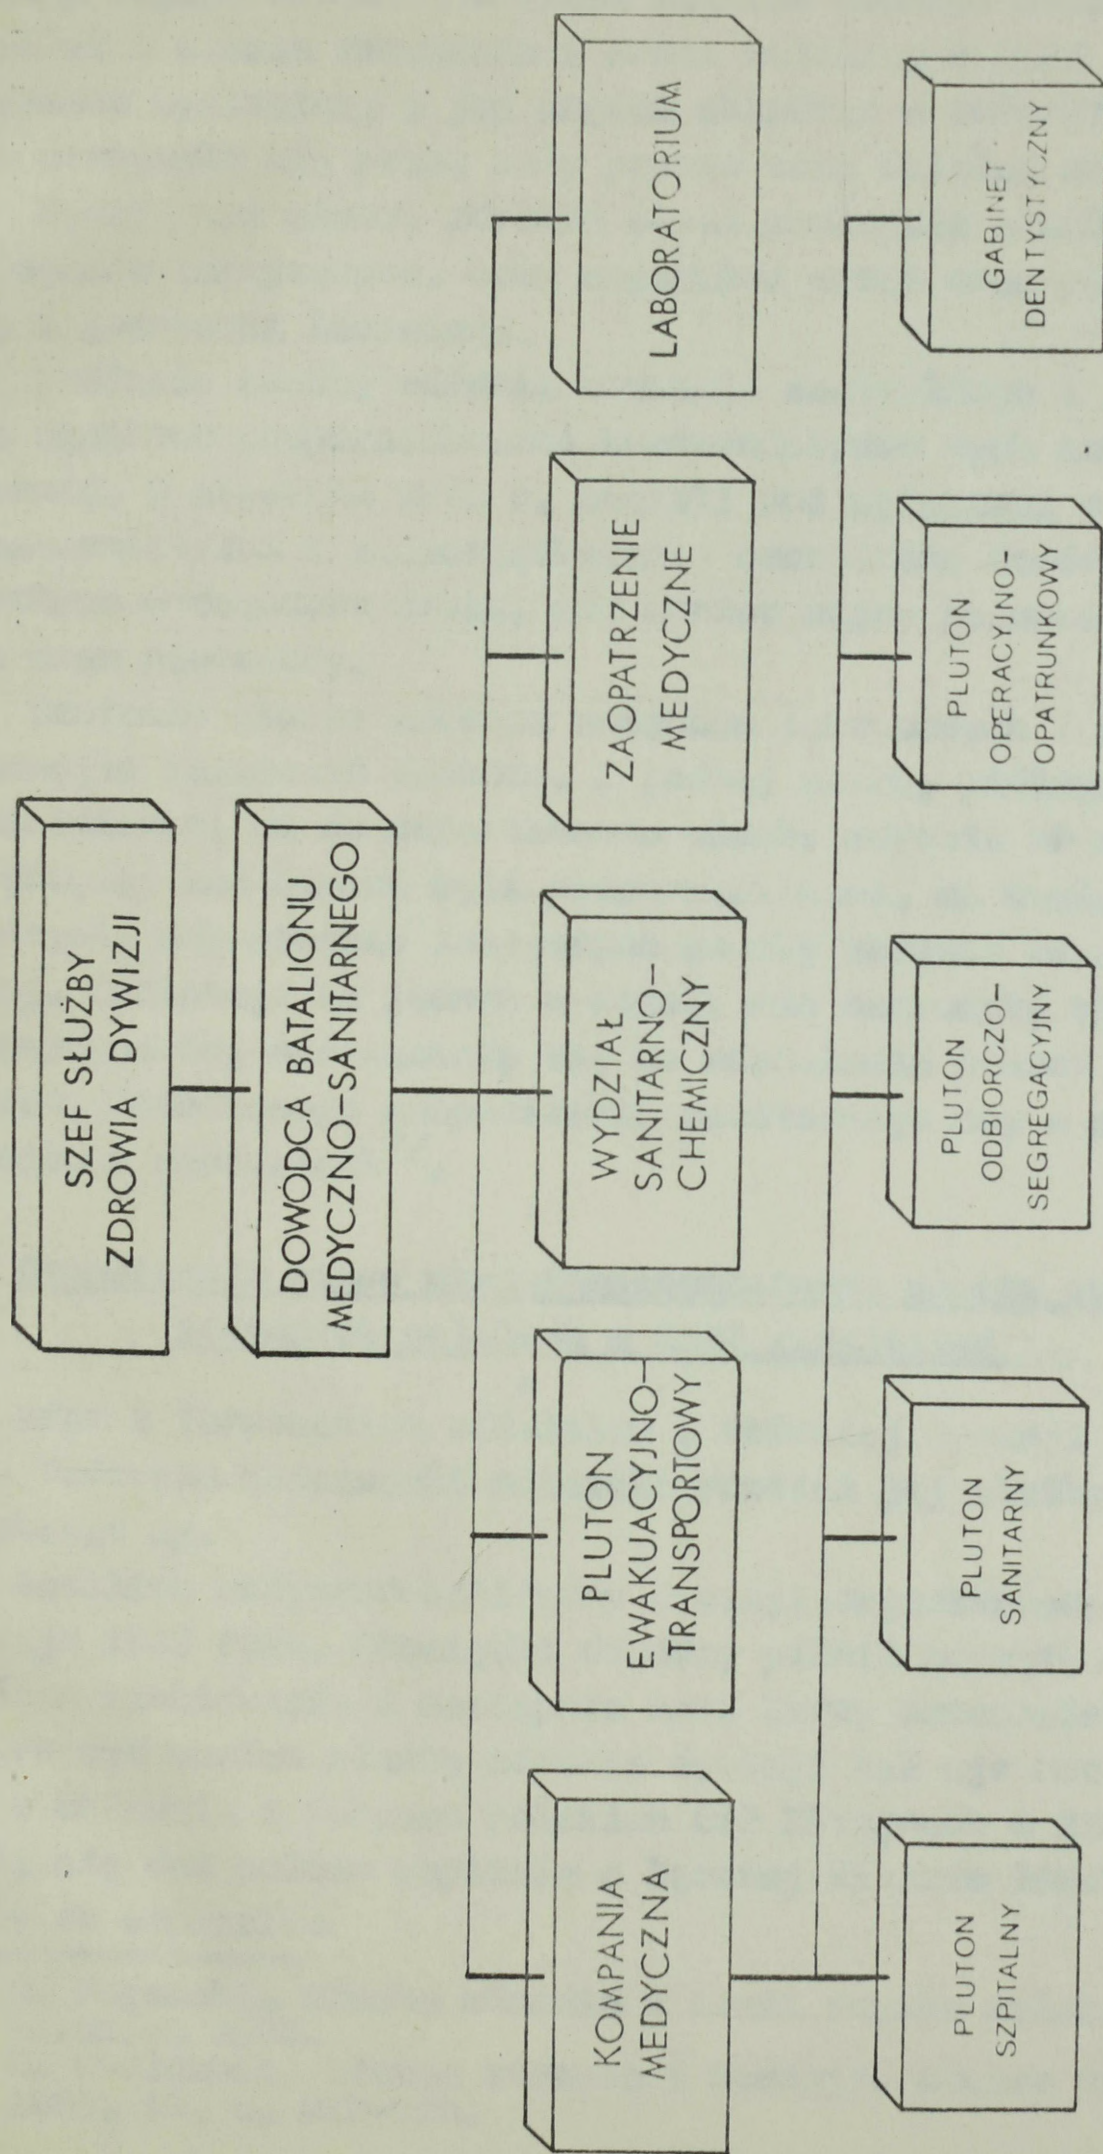 SZEF SŁUŻBY
ZDROWIA DYWIZJI
DOWÓDCA BATALIONU
MEDYCZNO–SANITARNEGO
KOMPANIA
MEDYCZNA
PLUTON
EWAKUACYJNO–
TRANSPORTOWY
WYDZIAŁ
SANITARNO–
CHEMICZNY
ZAOPATRZENIE
MEDYCZNE
LABORATORIUM
PLUTON
SZPITALNY
PLUTON
SANITARNY
PLUTON
ODBIORCZO–
SEGREGACYJNY
PLUTON
OPERACYJNO–
OPATRUNKOWY
GABINET
DENTYSTYCZNY